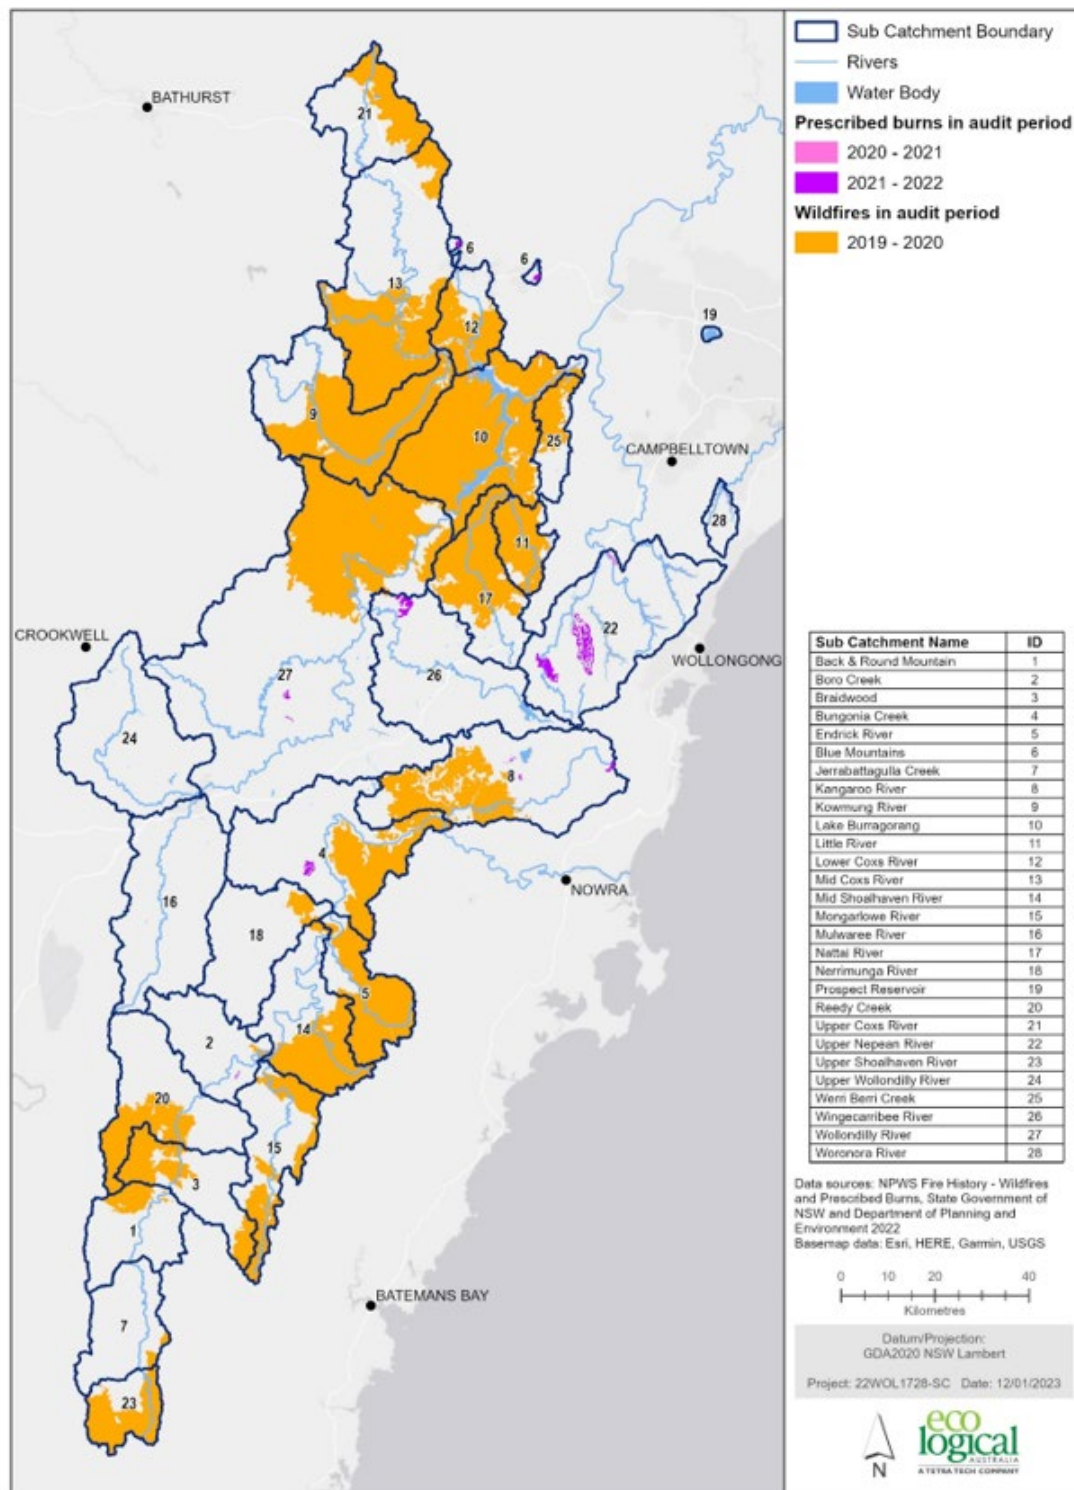 BATHURST
21
6
6
13
12
19
9
10
25
CAMPBELLTOWN
28
11
17
22
CROOKWELL
27
26
WOLLONGONG
24
8
4
16
18
NOWRA
5
14
2
20
15
3
1
7
BATEMANS BAY
23
Sub Catchment Boundary
Rivers
Water Body
Prescribed burns in audit period
2020 - 2021
2021 - 2022
Wildfires in audit period
2019 - 2020
Sub Catchment Name ID
Back & Round Mountain 1
Boro Creek 2
Braidwood 3
Bungonia Creek 4
Endrick River 5
Blue Mountains 6
Jerrabattagulla Creek 7
Kangaroo River 8
Kowmung River 9
Lake Burragorang 10
Little River 11
Lower Coxs River 12
Mid Coxs River 13
Mid Shoalhaven River 14
Mongarlowe River 15
Mulwaree River 16
Nattai River 17
Nerrimunga River 18
Prospect Reservoir 19
Reedy Creek 20
Upper Coxs River 21
Upper Nepean River 22
Upper Shoalhaven River 23
Upper Wollondilly River 24
Werri Berri Creek 25
Wingecarribee River 26
Wollondilly River 27
Woronora River 28
Data sources: NPWS Fire History - Wildfires
and Prescribed Burns, State Government of
NSW and Department of Planning and
Environment 2022
Basemap data: Esri, HERE, Garmin, USGS
0 10 20 40
Kilometres
Datum/Projection:
GDA2020 NSW Lambert
Project: 22WOL1728-SC Date: 12/01/2023
N
eco
logical
AUSTRALIA
A TETRA TECH COMPANY